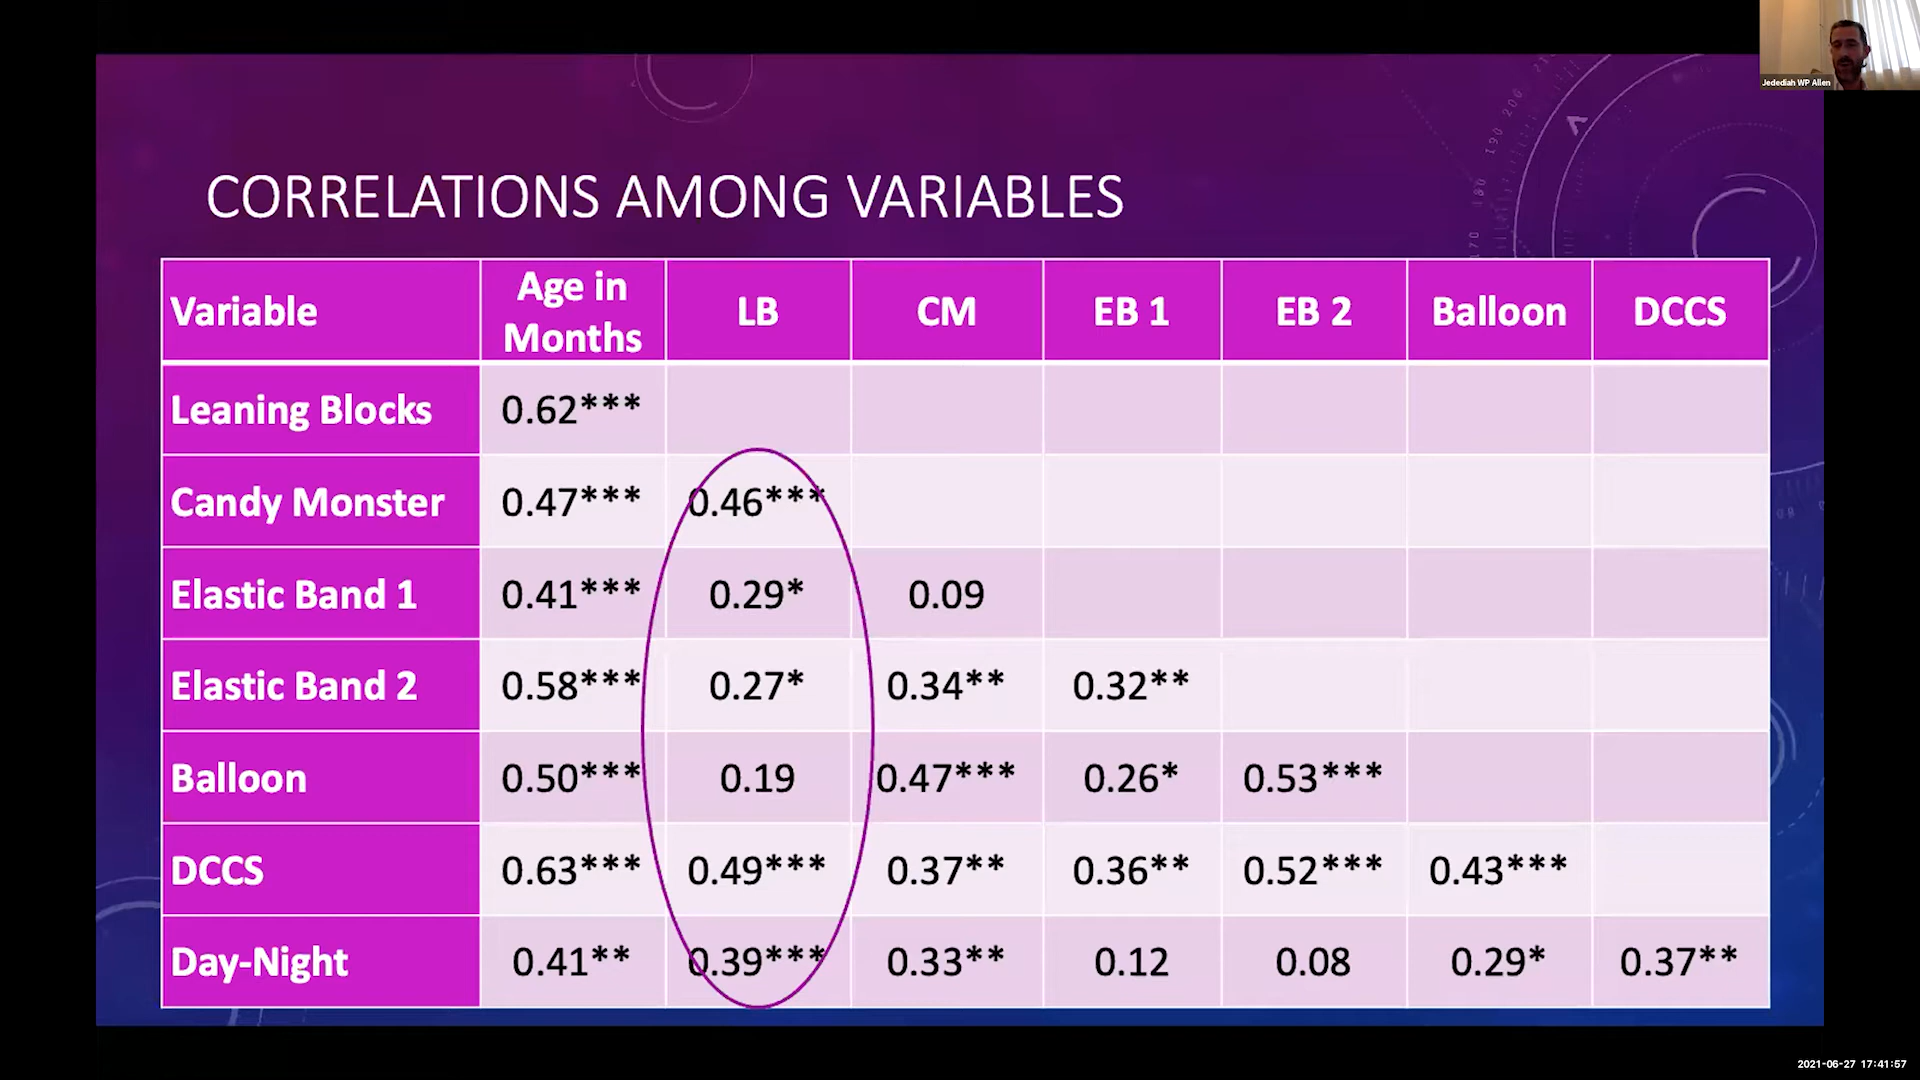 Jedediah WP Allen
CORRELATIONS AMONG VARIABLES
Variable Age in Months LB CM EB 1 EB 2 Balloon DCCS
Leaning Blocks 0.62***
Candy Monster 0.47*** 0.46***
Elastic Band 1 0.41*** 0.29* 0.09
Elastic Band 2 0.58*** 0.27* 0.34** 0.32**
Balloon 0.50*** 0.19 0.47*** 0.26* 0.53***
DCCS 0.63*** 0.49*** 0.37** 0.36** 0.52*** 0.43***
Day-Night 0.41** 0.39*** 0.33** 0.12 0.08 0.29* 0.37**
190 200
180
170
2021-06-27 17:41:57